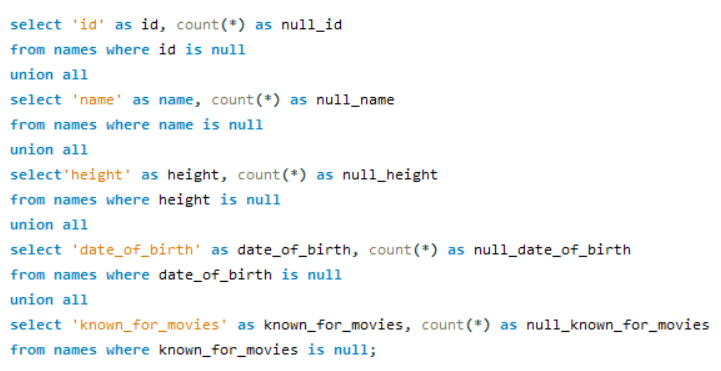 select 'id' as id, count(*) as null_id
from names where id is null
union all
select 'name' as name, count(*) as null_name
from names where name is null
union all
select'height' as height, count(*) as null_height
from names where height is null
union all
select 'date_of_birth' as date_of_birth, count(*) as null_date_of_birth
from names where date_of_birth is null
union all
select 'known_for_movies' as known_for_movies, count(*) as null_known_for_movies
from names where known_for_movies is null;